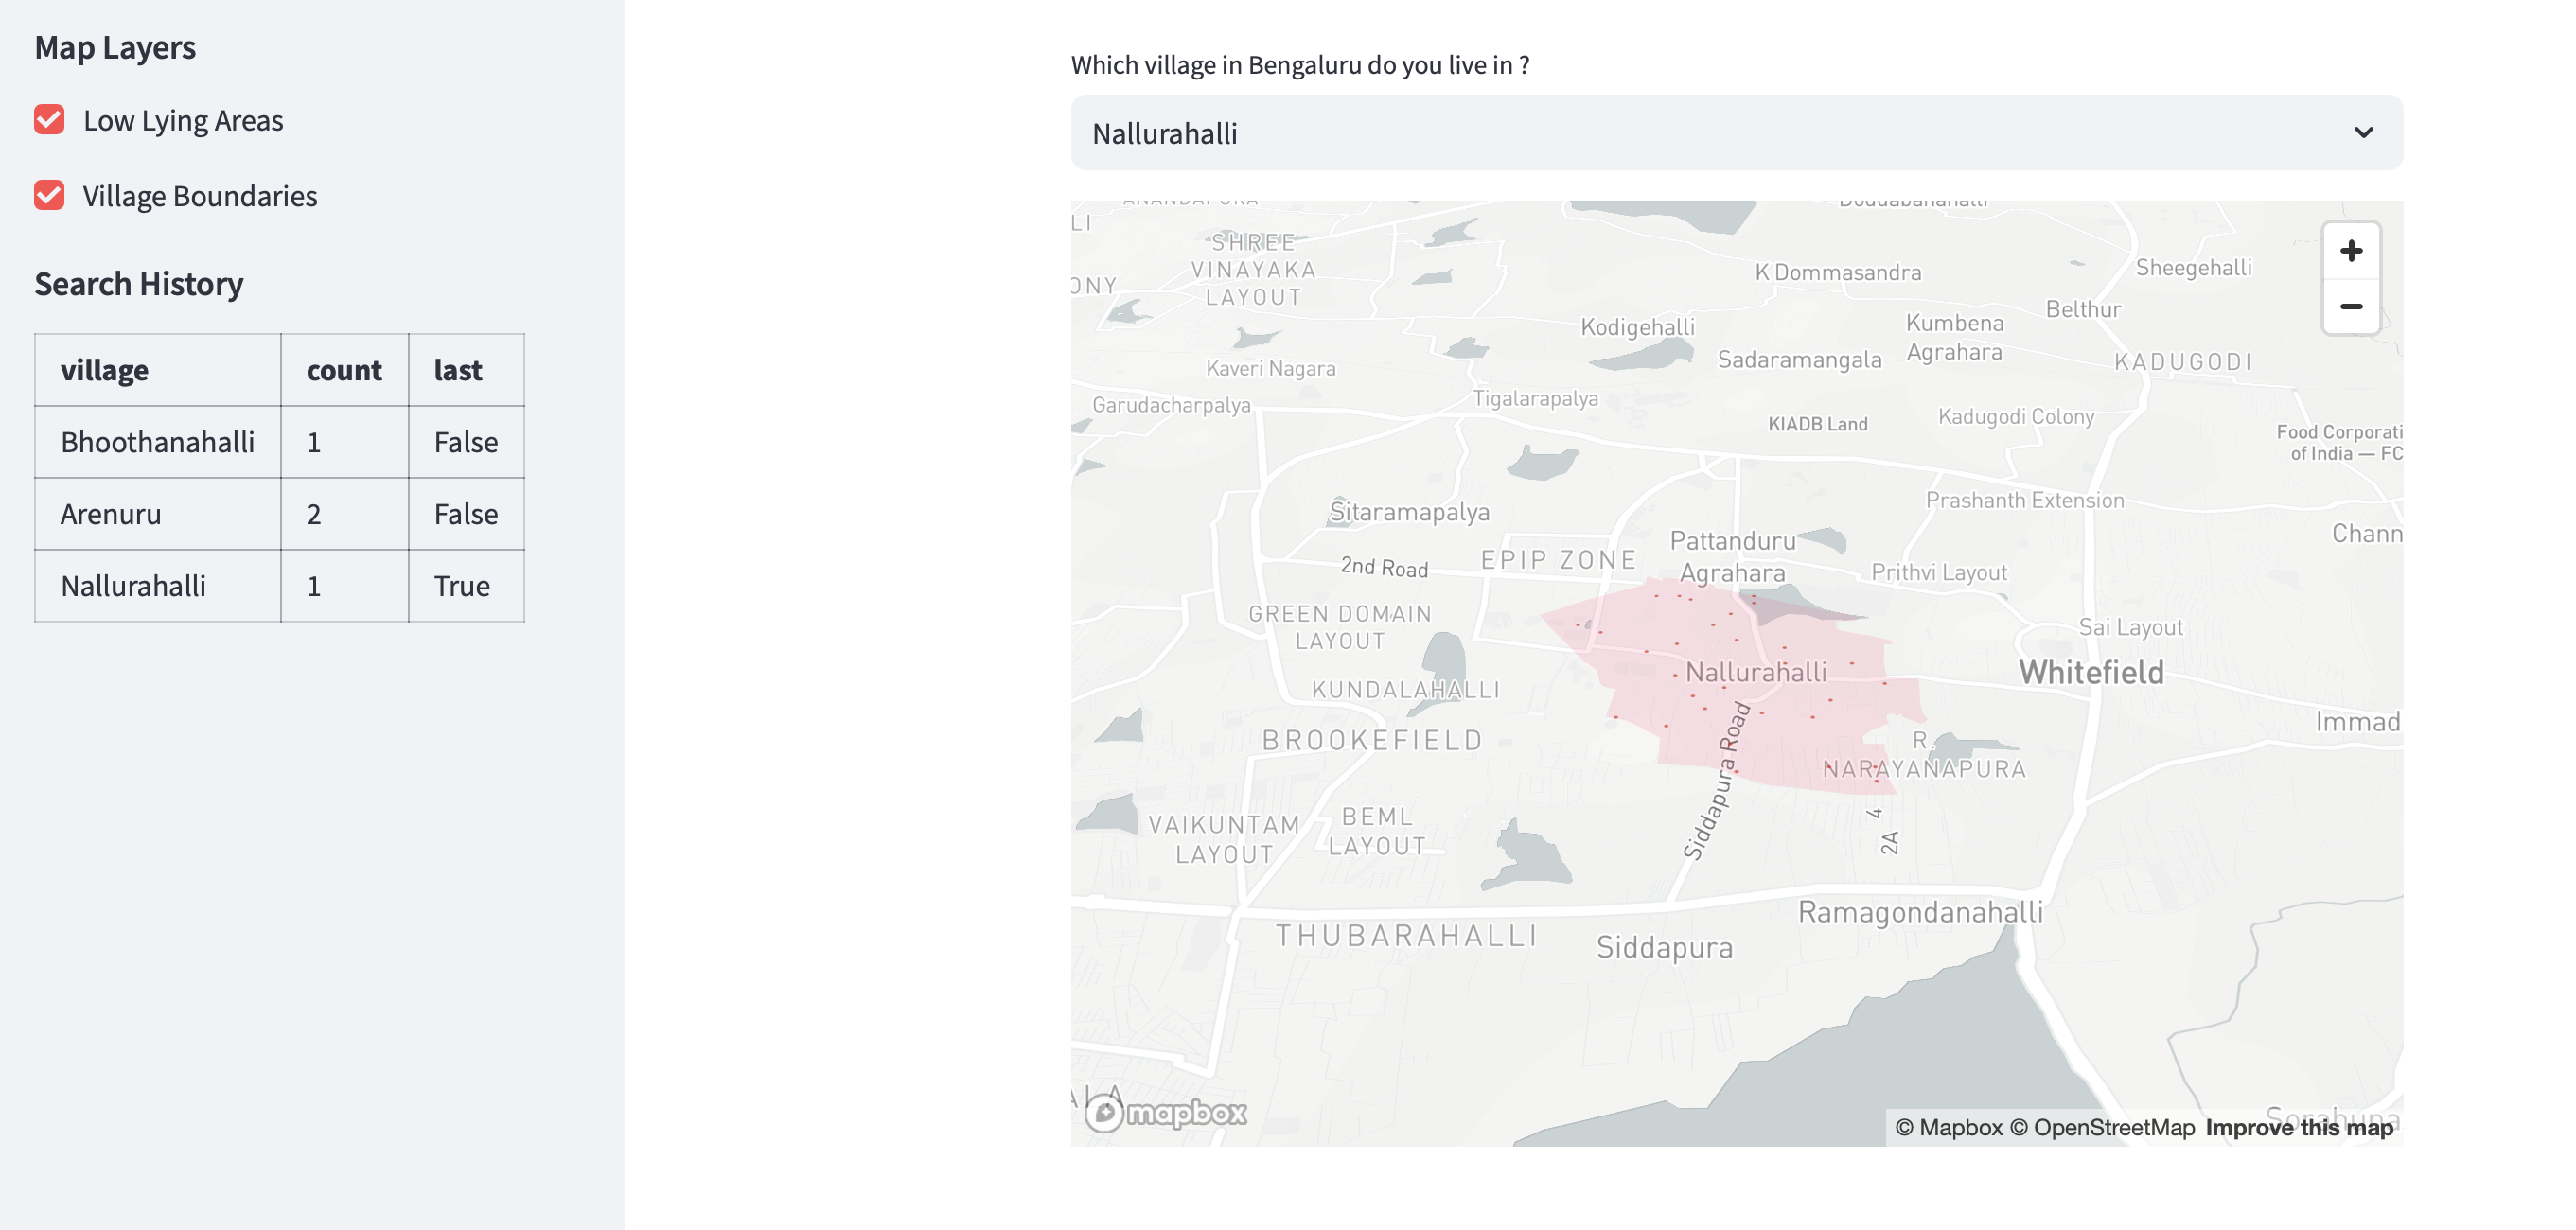 Map Layers
Low Lying Areas
Village Boundaries
Search History
village count last
Bhoothanahalli 1 False
Arenuru 2 False
Nallurahalli 1 True
Which village in Bengaluru do you live in ?
Nallurahalli
SHREE
VINAYAKA
LAYOUT
K Dommasandra
Sheegehalli
Belthur
Kodigehalli
Kumbena
Agrahara
Sadaramangala
KADUGODI
Kaveri Nagara
Tigalarapalya
Garudacharpalya
KIADB Land
Kadugodi Colony
Food Corporati
of India — FC
Prashanth Extension
Sitaramapalya
Chann
Pattanduru
Agrahara
EPIP ZONE
2nd Road
Prithvi Layout
GREEN DOMAIN
LAYOUT
Sai Layout
Nallurahalli
Whitefield
KUNDALAHALLI
Immad
BROOKEFIELD
Siddapura Road
R.
NARAYANAPURA
4
2A
VAIKUNTAM
LAYOUT
BEML
LAYOUT
Ramagondanahalli
THUBARAHALLI
Siddapura
mapbox
© Mapbox © OpenStreetMap Improve this map